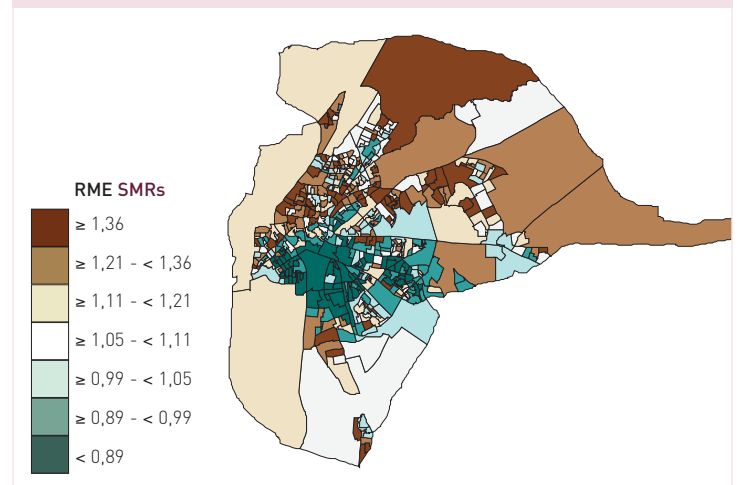 RME SMRs
≥ 1,36
≥ 1,21 - < 1,36
≥ 1,11 - < 1,21
≥ 1,05 - < 1,11
≥ 0,99 - < 1,05
≥ 0,89 - < 0,99
< 0,89